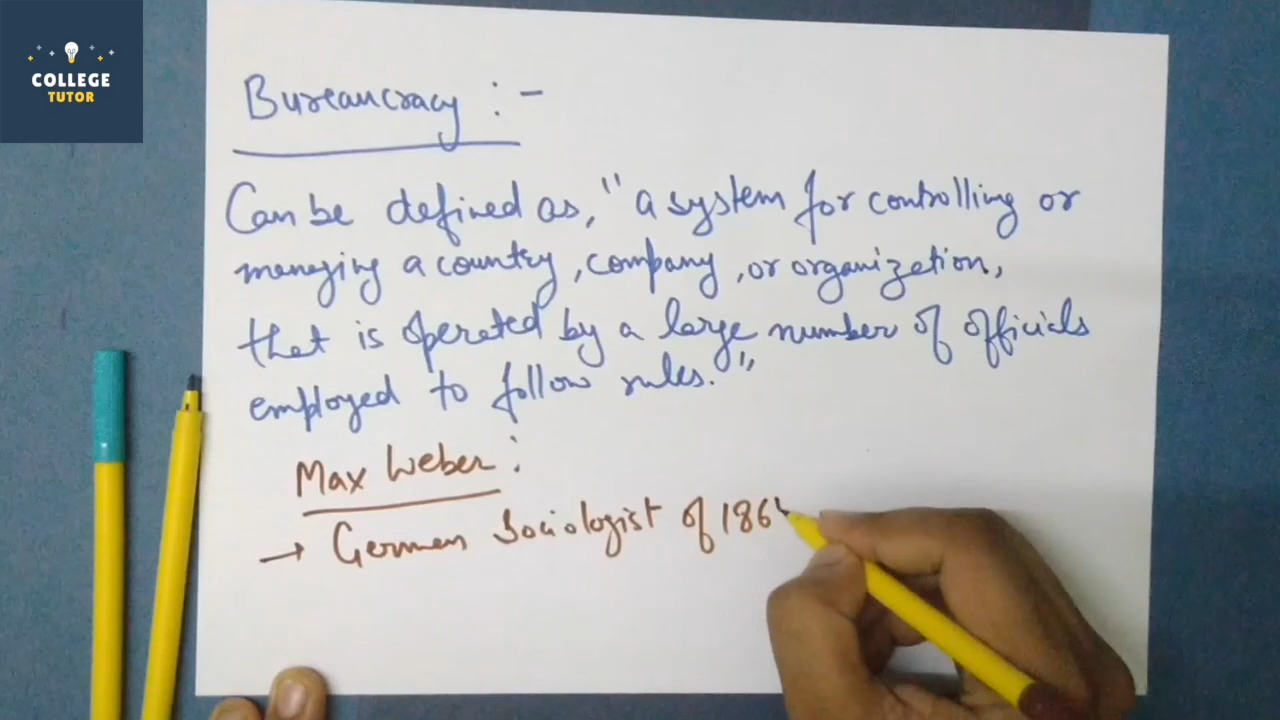 COLLEGE
TUTOR
Bureaucracy :-
Can be defined as, "a system for controlling or
managing a country, company, or organization,
that is operated by a large number of officials
employed to follow rules."
Max Weber :
→ German Sociologist of 1864